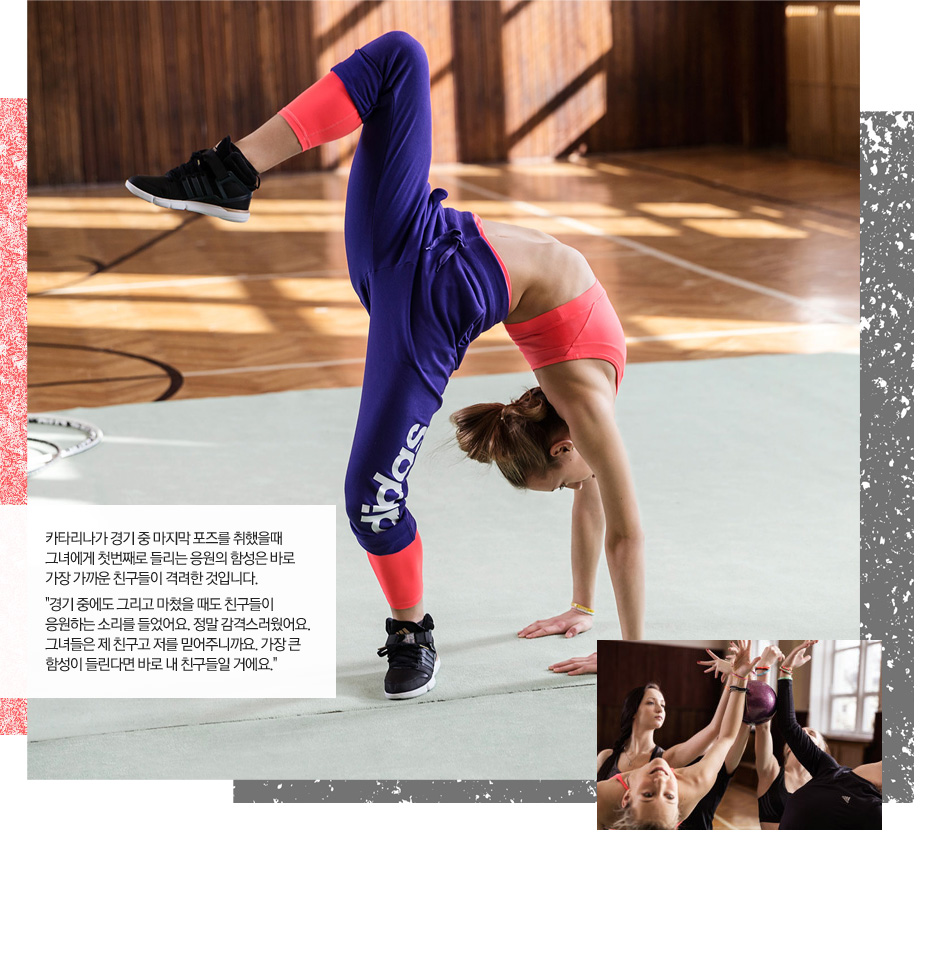 adidas
카타리나가 경기 중 마지막 포즈를 취했을때
그녀에게 첫번째로 들리는 응원의 함성은 바로
가장 가까운 친구들이 격려한 것입니다.
"경기 중에도 그리고 마쳤을 때도 친구들이
응원하는 소리를 들었어요. 정말 감격스러웠어요.
그녀들은 제 친구고 저를 믿어주니까요. 가장 큰
함성이 들린다면 바로 내 친구들일 거에요."